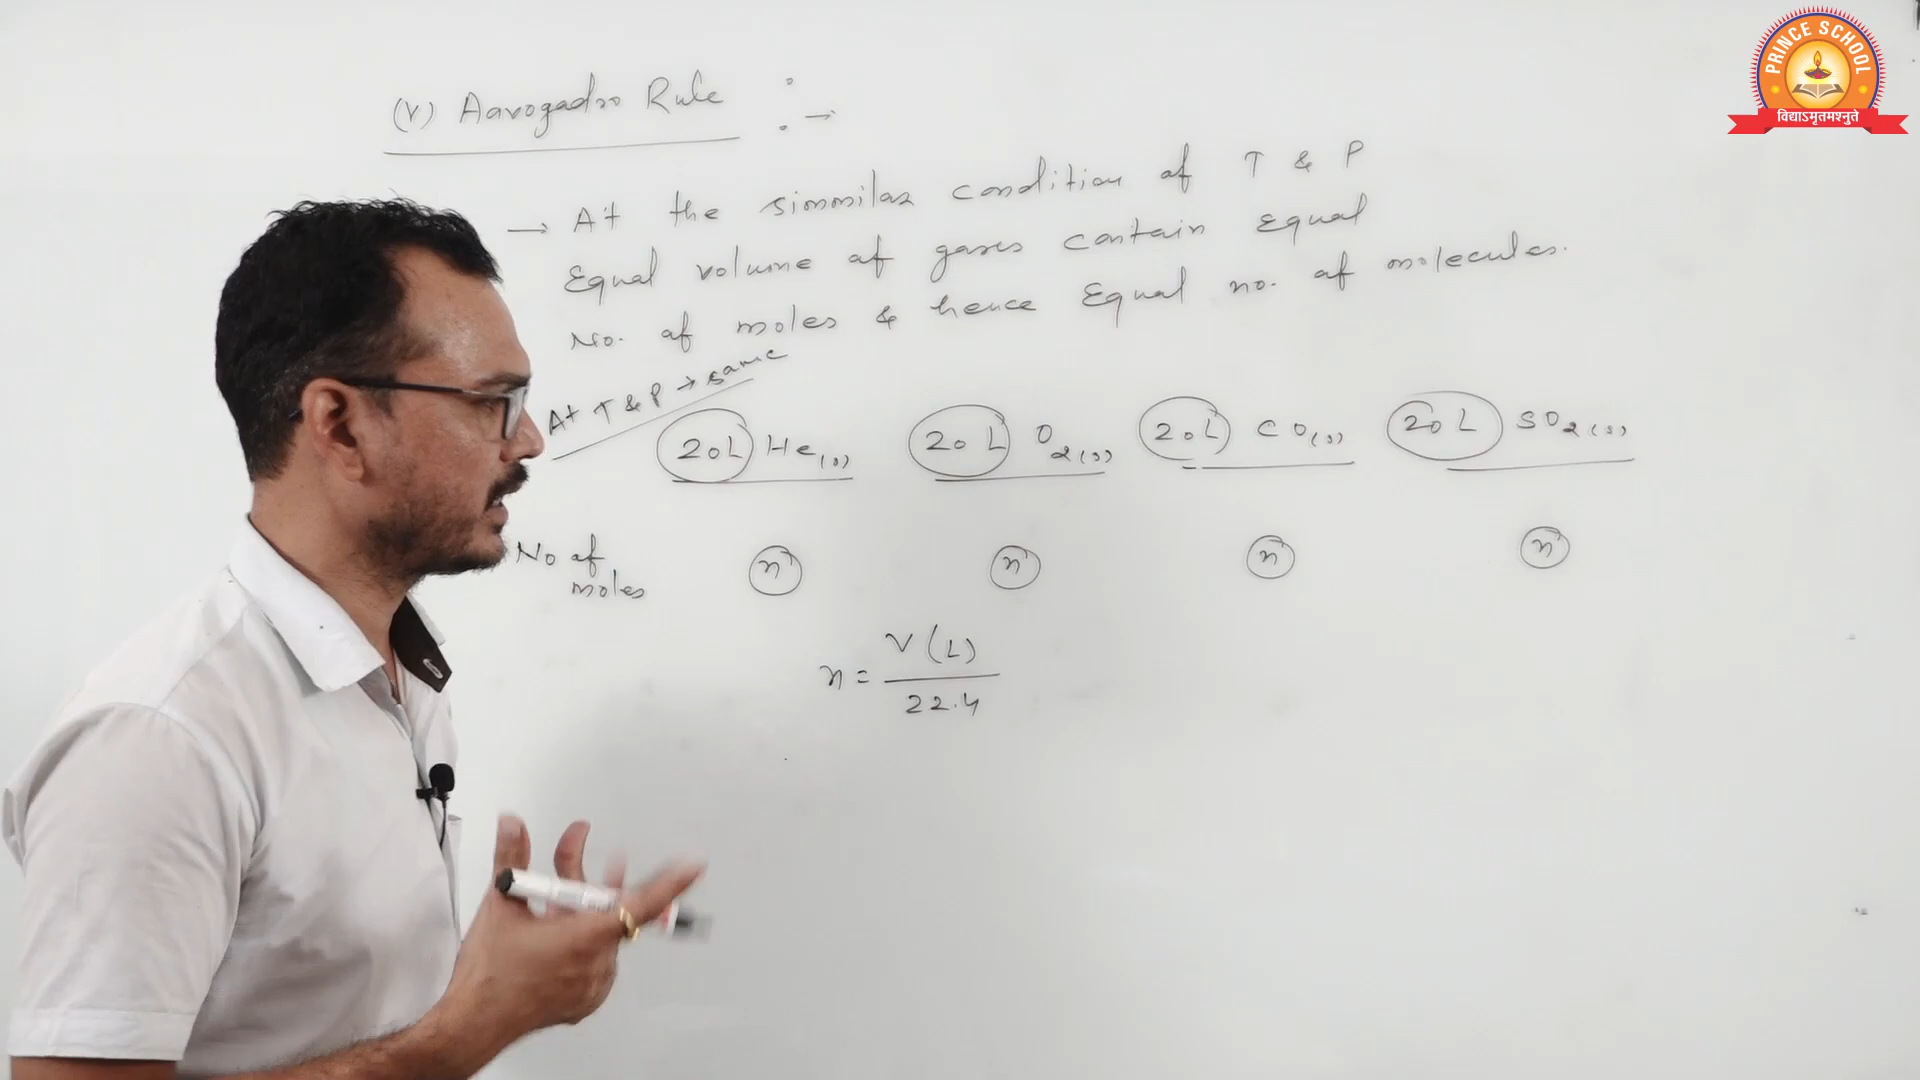 PRINCE SCHOOL
विद्याऽमृतमश्नुते
(V) Aavogadro Rule :→
→ At the simmilar condition of T & P
Equal volume of gases contain Equal
No. of moles & hence Equal no. of molecules.
At T & P → same
20L He(g) 20 L O2(g) 20L CO(g) 20 L SO2(g)
No of moles n n n n
n = V(L) / 22.4